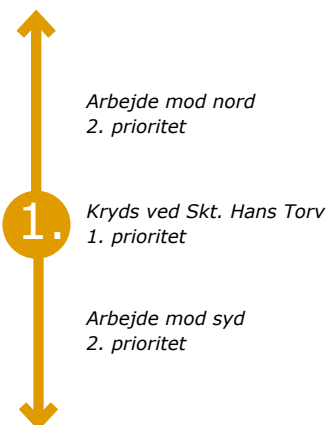 Arbejde mod nord
2. prioritet
1.
Kryds ved Skt. Hans Torv
1. prioritet
Arbejde mod syd
2. prioritet